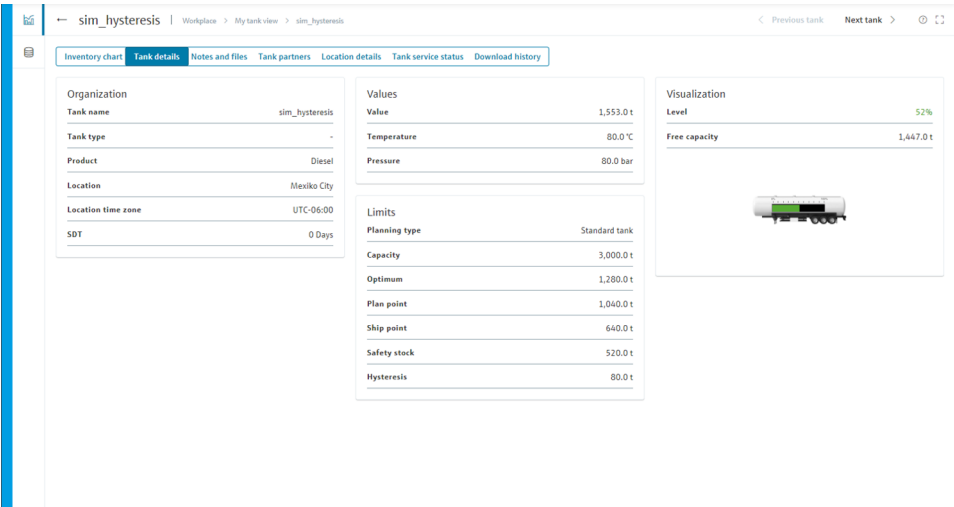 ← sim_hysteresis | Workplace > My tank view > sim_hysteresis < Previous tank Next tank >
Inventory chart Tank details Notes and files Tank partners Location details Tank service status Download history
Organization
Tank name sim_hysteresis
Tank type -
Product Diesel
Location Mexiko City
Location time zone UTC-06:00
SDT 0 Days
Values
Value 1,553.0 t
Temperature 80.0 °C
Pressure 80.0 bar
Limits
Planning type Standard tank
Capacity 3,000.0 t
Optimum 1,280.0 t
Plan point 1,040.0 t
Ship point 640.0 t
Safety stock 520.0 t
Hysteresis 80.0 t
Visualization
Level 52%
Free capacity 1,447.0 t